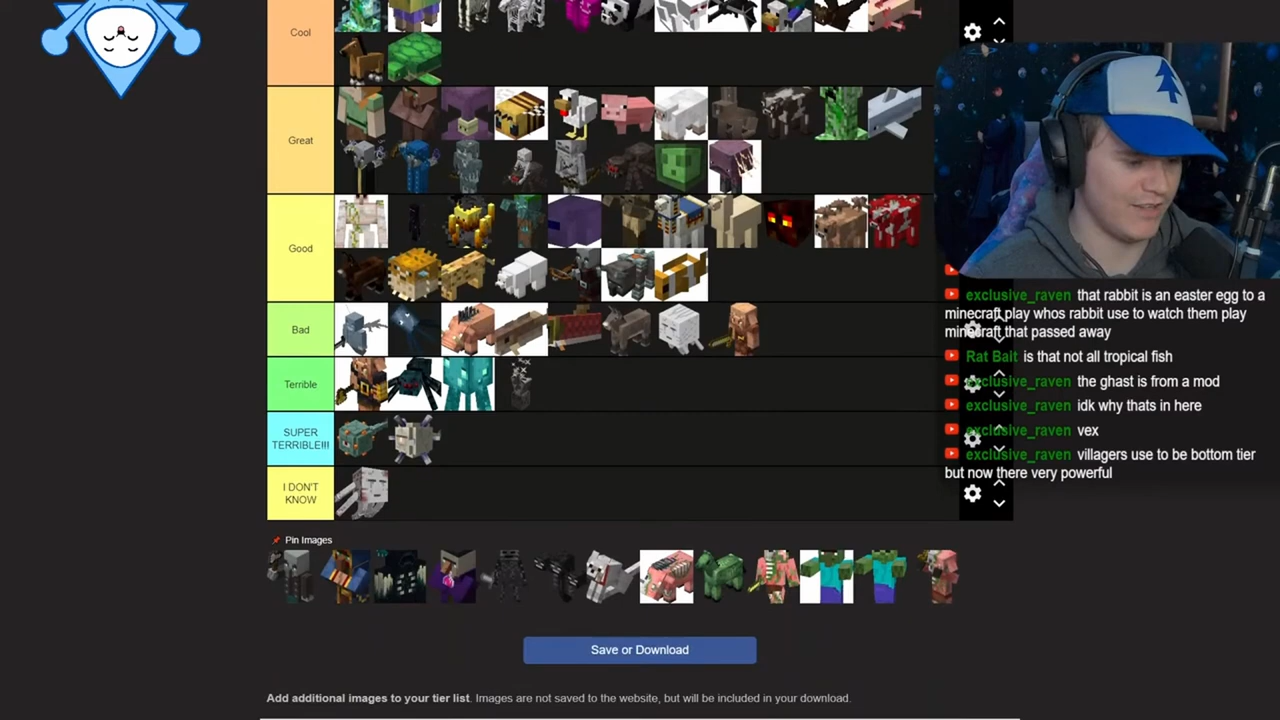 Cool
Great
Good
Bad
Terrible
SUPER
TERRIBLE!!!
I DON'T
KNOW
exclusive_raven that rabbit is an easter egg to a
minecraft play whos rabbit use to watch them play
minecraft that passed away
Rat Bait is that not all tropical fish
exclusive_raven the ghast is from a mod
exclusive_raven idk why thats in here
exclusive_raven vex
exclusive_raven villagers use to be bottom tier
but now there very powerful
Pin Images
Save or Download
Add additional images to your tier list. Images are not saved to the website, but will be included in your download.